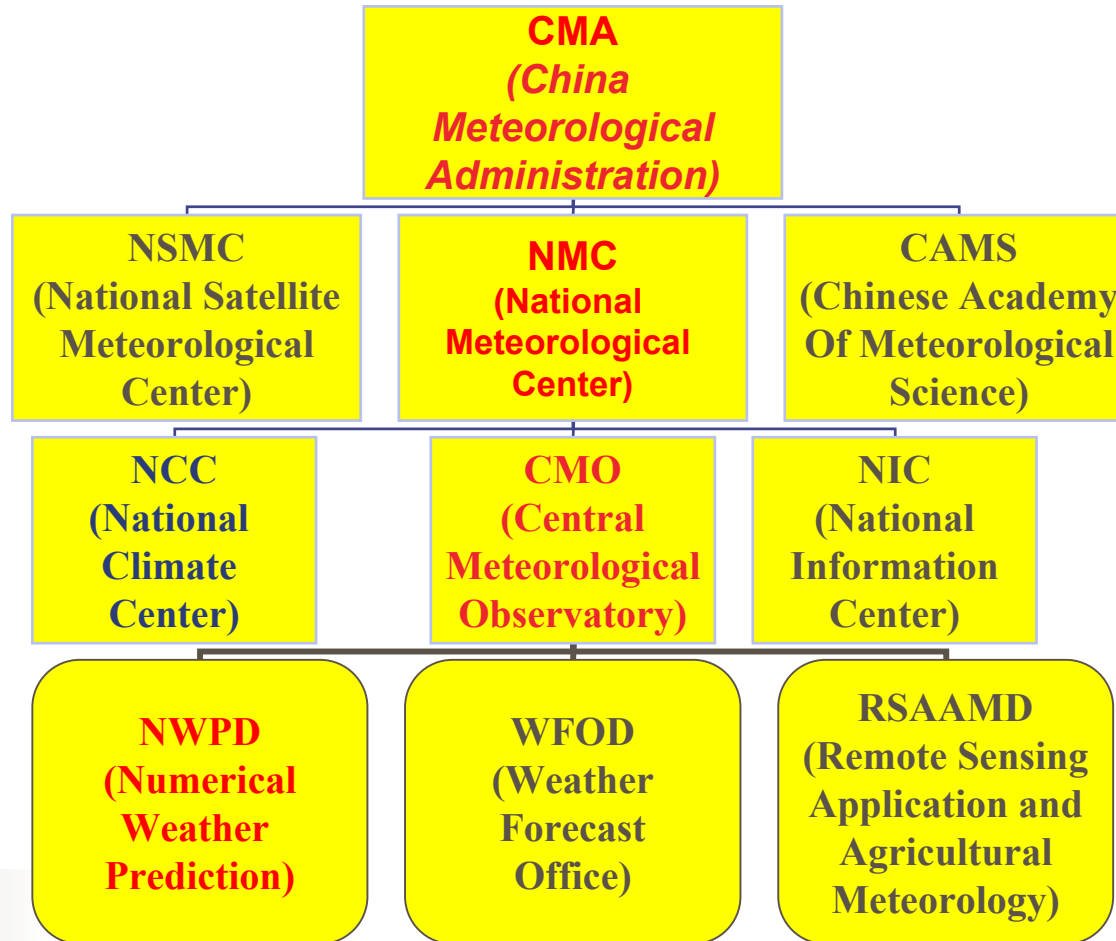 CMA
(China
Meteorological
Administration)
NSMC
(National Satellite
Meteorological
Center)
NMC
(National
Meteorological
Center)
CAMS
(Chinese Academy
Of Meteorological
Science)
NCC
(National
Climate
Center)
CMO
(Central
Meteorological
Observatory)
NIC
(National
Information
Center)
NWPD
(Numerical
Weather
Prediction)
WFOD
(Weather
Forecast
Office)
RSAAMD
(Remote Sensing
Application and
Agricultural
Meteorology)